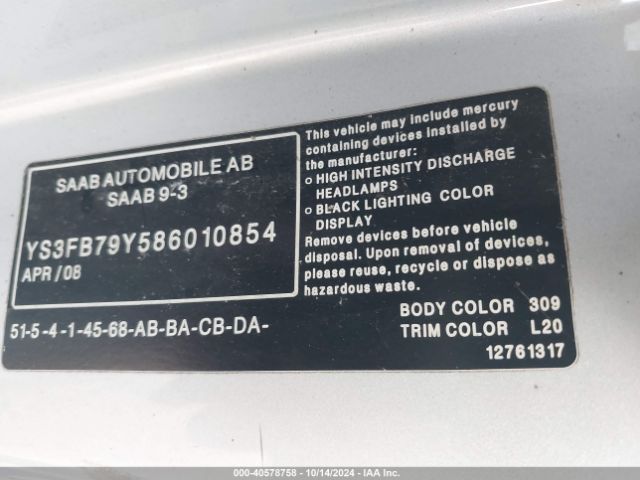 SAAB AUTOMOBILE AB
SAAB 9-3
YS3FB79Y586010854
APR/08
51-5-4-1-45-68-AB-BA-CB-DA-
This vehicle may include mercury
containing devices installed by
the manufacturer:
o HIGH INTENSITY DISCHARGE
HEADLAMPS
o BLACK LIGHTING COLOR
DISPLAY
Remove devices before vehicle
disposal. Upon removal of devices,
please reuse, recycle or dispose as
hazardous waste.
BODY COLOR 309
TRIM COLOR L20
12761317
000-40578758 - 10/14/2024 - IAA Inc.